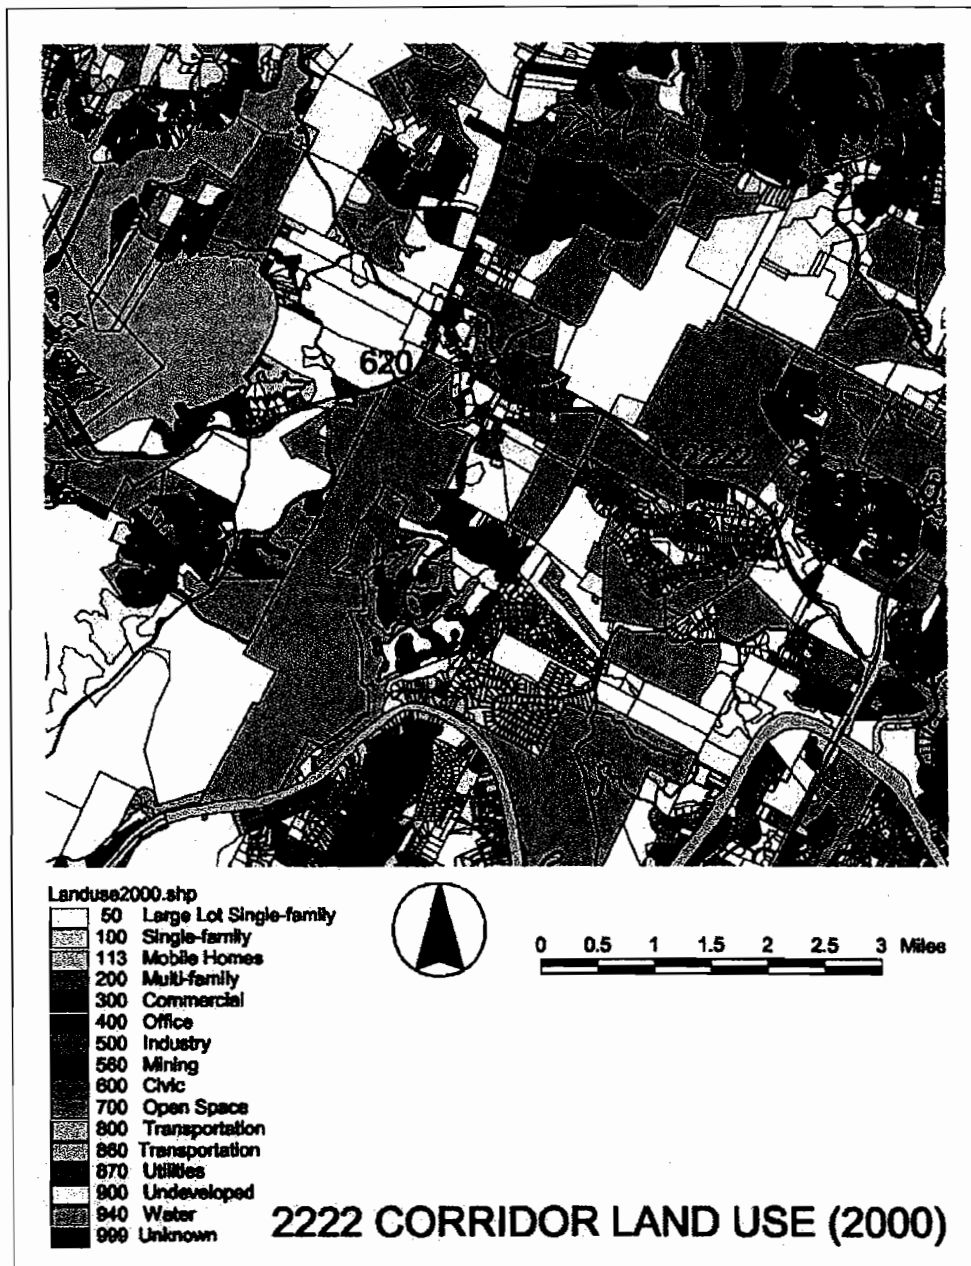 620
2222
Landuse2000.shp
50 Large Lot Single-family
100 Single-family
113 Mobile Homes
200 Multi-family
300 Commercial
400 Office
500 Industry
560 Mining
600 Civic
700 Open Space
800 Transportation
860 Transportation
870 Utilities
900 Undeveloped
940 Water
999 Unknown
0 0.5 1 1.5 2 2.5 3 Miles
2222 CORRIDOR LAND USE (2000)